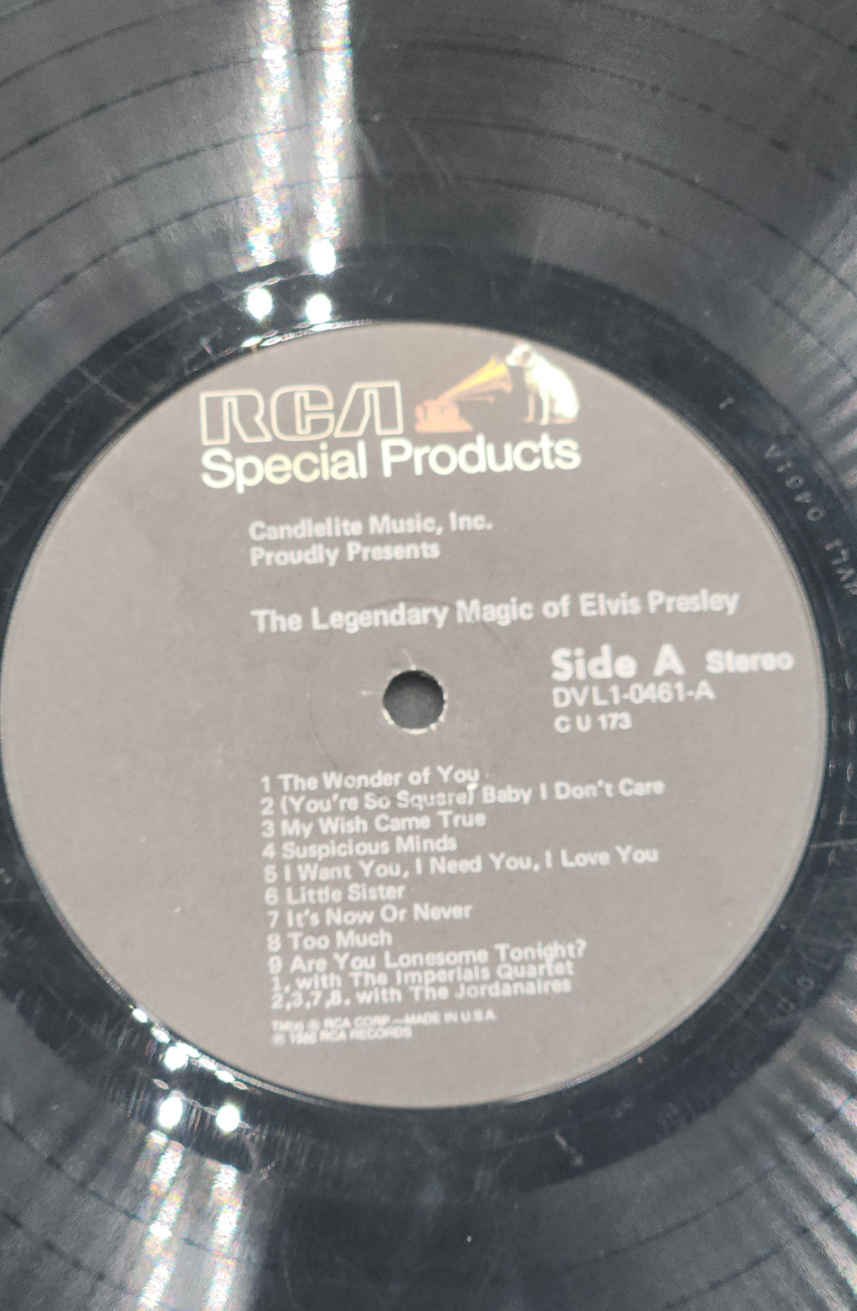 RCA
Special Products
Candlelite Music, Inc.
Proudly Presents
The Legendary Magic of Elvis Presley
Side A Stereo
DVL1-0461-A
C U 173
1 The Wonder of You
2 (You're So Square) Baby I Don't Care
3 My Wish Came True
4 Suspicious Minds
5 I Want You, I Need You, I Love You
6 Little Sister
7 It's Now Or Never
8 Too Much
9 Are You Lonesome Tonight?
1, with The Imperials Quartet
2,3,7,8, with The Jordanaires
RCA CORP.—MADE IN U.S.A.
RCA RECORDS